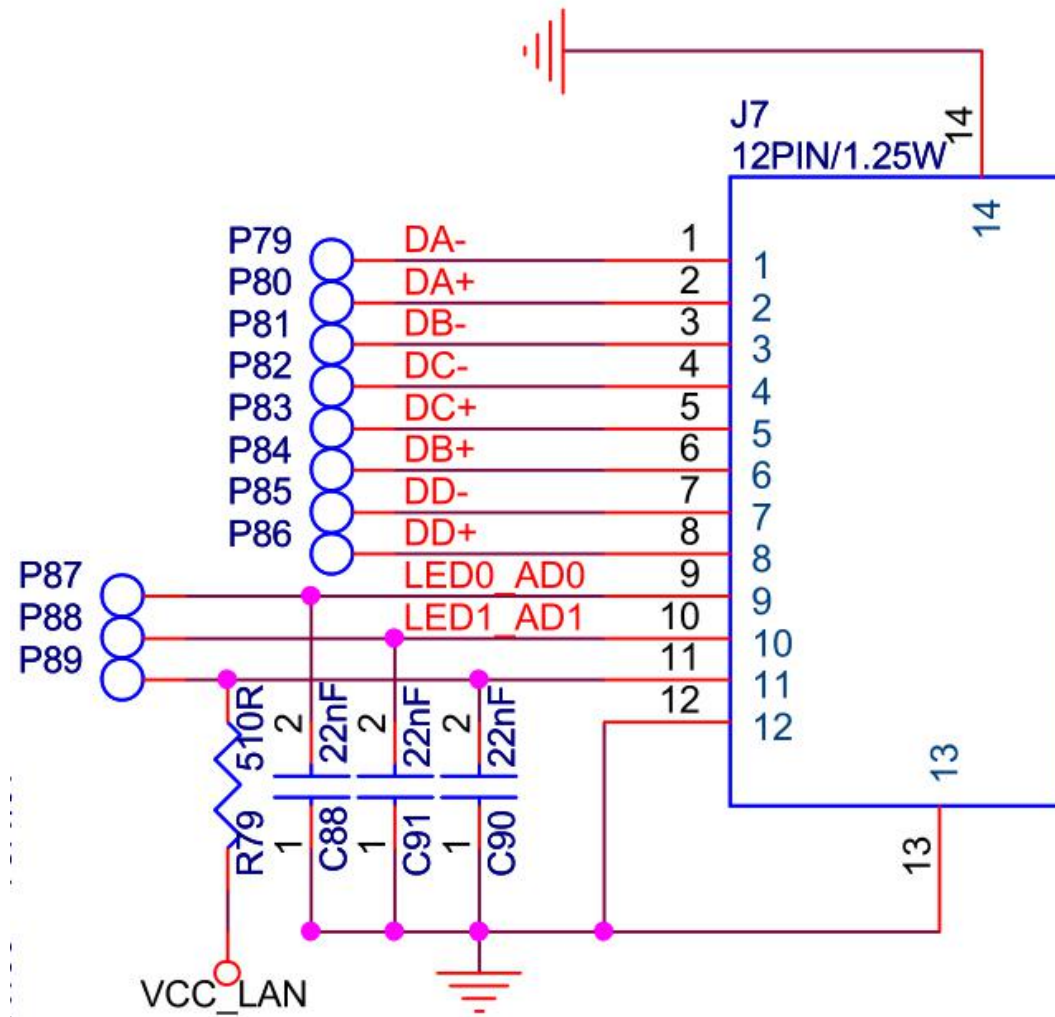 J7
12PIN/1.25W
14
14
P79 DA- 1 1
P80 DA+ 2 2
P81 DB- 3 3
P82 DC- 4 4
P83 DC+ 5 5
P84 DB+ 6 6
P85 DD- 7 7
P86 DD+ 8 8
P87 LED0_AD0 9 9
P88 LED1_AD1 10 10
P89 11 11
12 12
510R
R79
2 22nF
1 C88
2 22nF
1 C91
2 22nF
1 C90
13
13
VCC_LAN